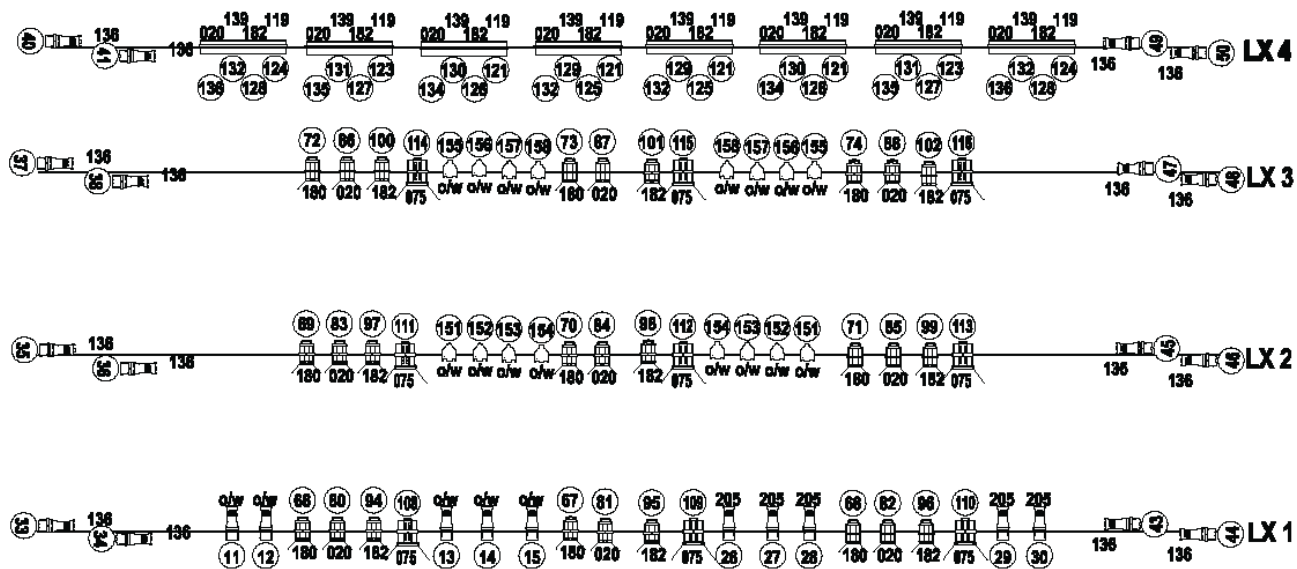 139 119 139 119 139 119 139 119 139 119 139 119 139 119 139 119
020 182 020 182 020 182 020 182 020 182 020 182 020 182 020 182
40 136 41 136 136 49 136 50 LX 4
132 124 131 123 130 121 129 121 129 121 130 121 131 123 132 124
136 128 135 127 134 126 132 125 132 125 134 126 135 127 136 128
72 86 100 114 155 156 157 158 73 87 101 115 158 157 156 155 74 88 102 116
37 136 38 136 136 47 136 48 LX 3
180 020 182 075 o/w o/w o/w o/w 180 020 182 075 o/w o/w o/w o/w 180 020 182 075
69 83 97 111 151 152 153 154 70 84 98 112 154 153 152 151 71 85 99 113
35 136 36 136 136 45 136 46 LX 2
180 020 182 075 o/w o/w o/w o/w 180 020 182 075 o/w o/w o/w o/w 180 020 182 075
o/w o/w 66 80 94 108 o/w o/w o/w 67 81 95 109 205 205 205 68 82 96 110 205 205
33 136 34 136 136 43 136 44 LX 1
11 12 180 020 182 075 13 14 15 180 020 182 075 26 27 28 180 020 182 075 29 30